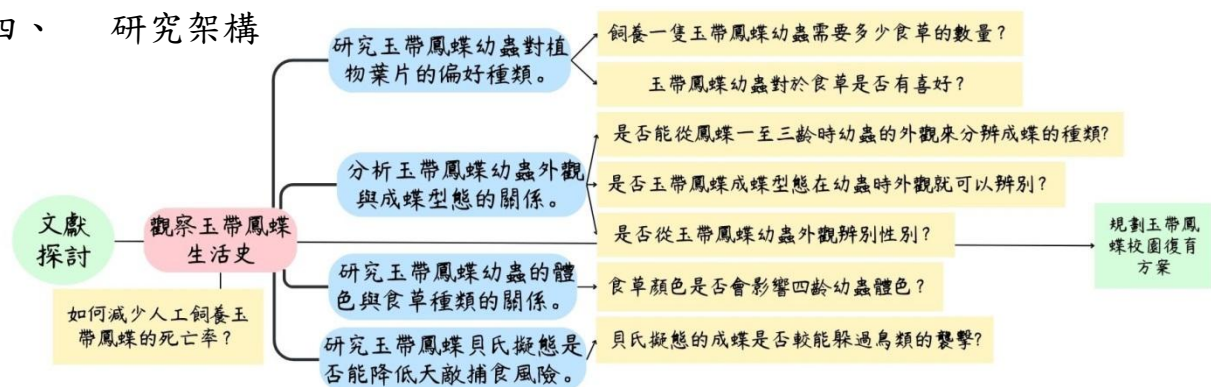 四、 研究架構
研究玉帶鳳蝶幼蟲對植
物葉片的偏好種類。
飼養一隻玉帶鳳蝶幼蟲需要多少食草的數量？
玉帶鳳蝶幼蟲對於食草是否有喜好？
分析玉帶鳳蝶幼蟲外觀
與成蝶型態的關係。
是否能從鳳蝶一至三齡時幼蟲的外觀來分辨成蝶的種類?
是否玉帶鳳蝶成蝶型態在幼蟲時外觀就可以辨別？
是否從玉帶鳳蝶幼蟲外觀辨別性別？
文獻
探討
觀察玉帶鳳蝶
生活史
規劃玉帶鳳
蝶校園復育
方案
研究玉帶鳳蝶幼蟲的體
色與食草種類的關係。
食草顏色是否會影響四齡幼蟲體色？
如何減少人工飼養玉
帶鳳蝶的死亡率？
研究玉帶鳳蝶貝氏擬態是
否能降低天敵捕食風險。
貝氏擬態的成蝶是否較能躲過鳥類的襲擊?